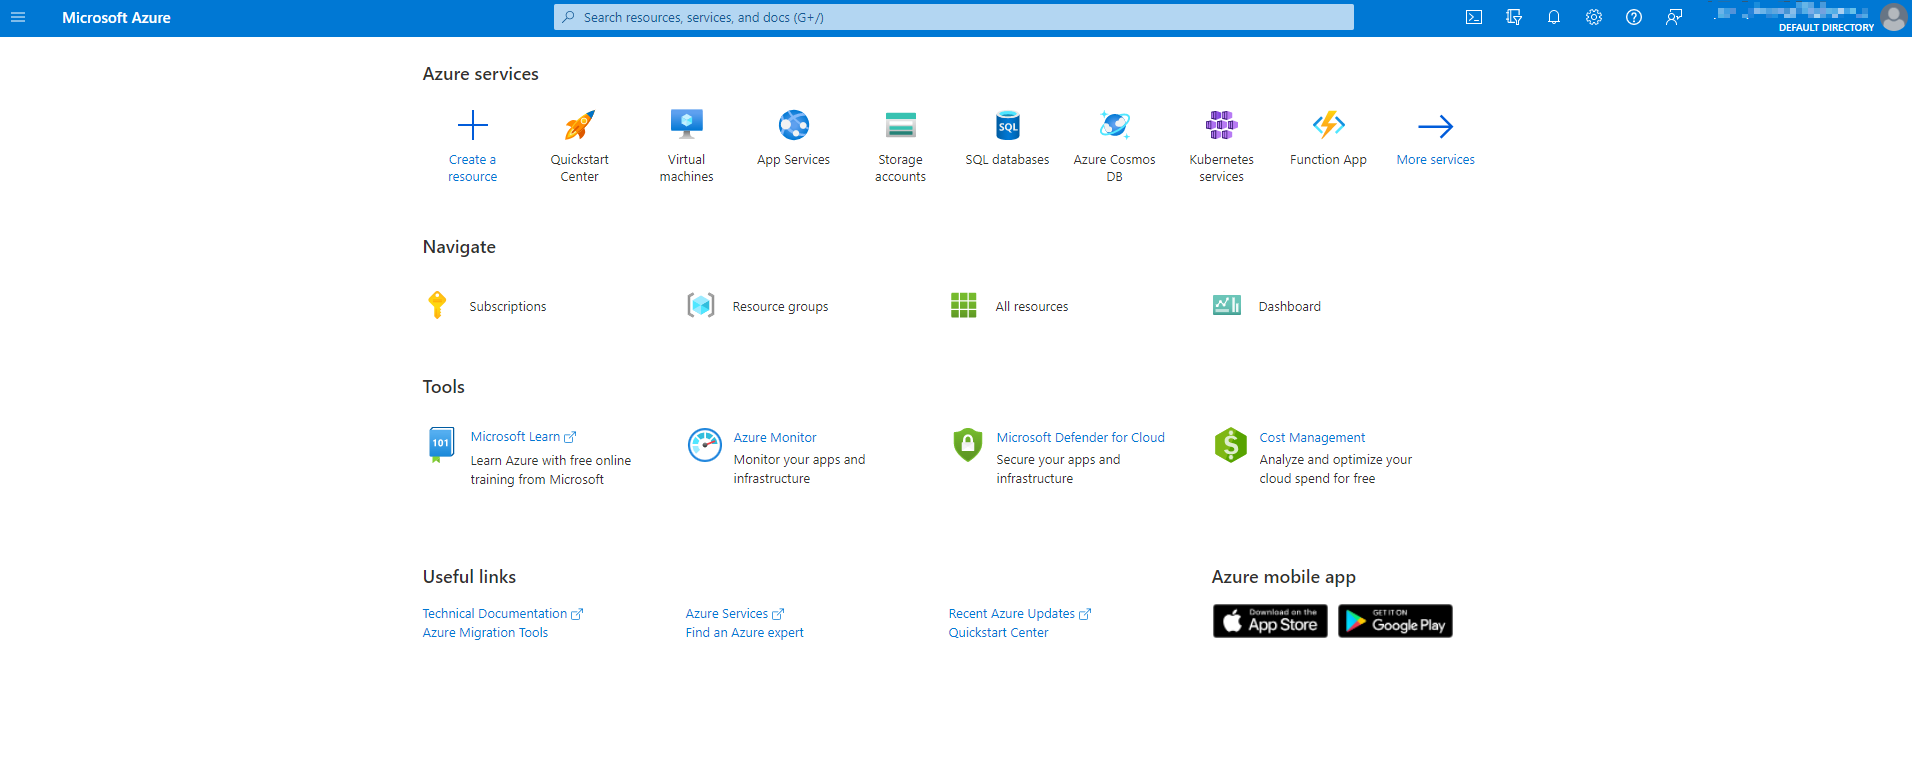 Microsoft Azure
Search resources, services, and docs (G+/)
DEFAULT DIRECTORY
Azure services
Create a
resource
Quickstart
Center
Virtual
machines
App Services
Storage
accounts
SQL
SQL databases
Azure Cosmos
DB
Kubernetes
services
Function App
More services
Navigate
Subscriptions
Resource groups
All resources
Dashboard
Tools
101
Microsoft Learn
Learn Azure with free online
training from Microsoft
Azure Monitor
Monitor your apps and
infrastructure
Microsoft Defender for Cloud
Secure your apps and
infrastructure
Cost Management
Analyze and optimize your
cloud spend for free
Useful links
Technical Documentation
Azure Migration Tools
Azure Services
Find an Azure expert
Recent Azure Updates
Quickstart Center
Azure mobile app
Download on the
App Store
GET IT ON
Google Play